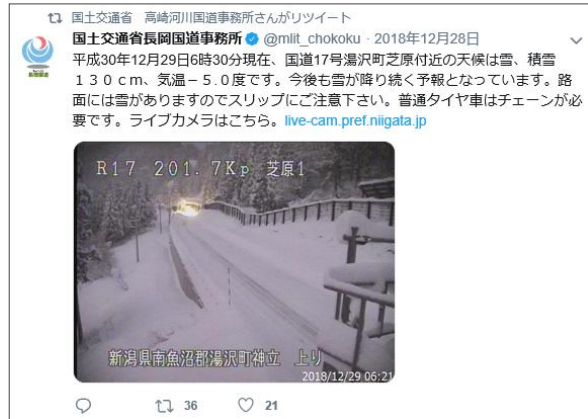 国土交通省 高崎河川国道事務所さんがリツイート
国土交通省長岡国道事務所 @mlit_chokoku · 2018年12月28日
平成30年12月29日6時30分現在、国道17号湯沢町芝原付近の天候は雪、積雪
130cm、気温-5.0度です。今後も雪が降り続く予報となっています。路
面には雪がありますのでスリップにご注意下さい。普通タイヤ車はチェーンが必
要です。ライブカメラはこちら。live-cam.pref.niigata.jp
R17 201.7Kp 芝原1
新潟県南魚沼郡湯沢町神立 上り
2018/12/29 06:21
36 21